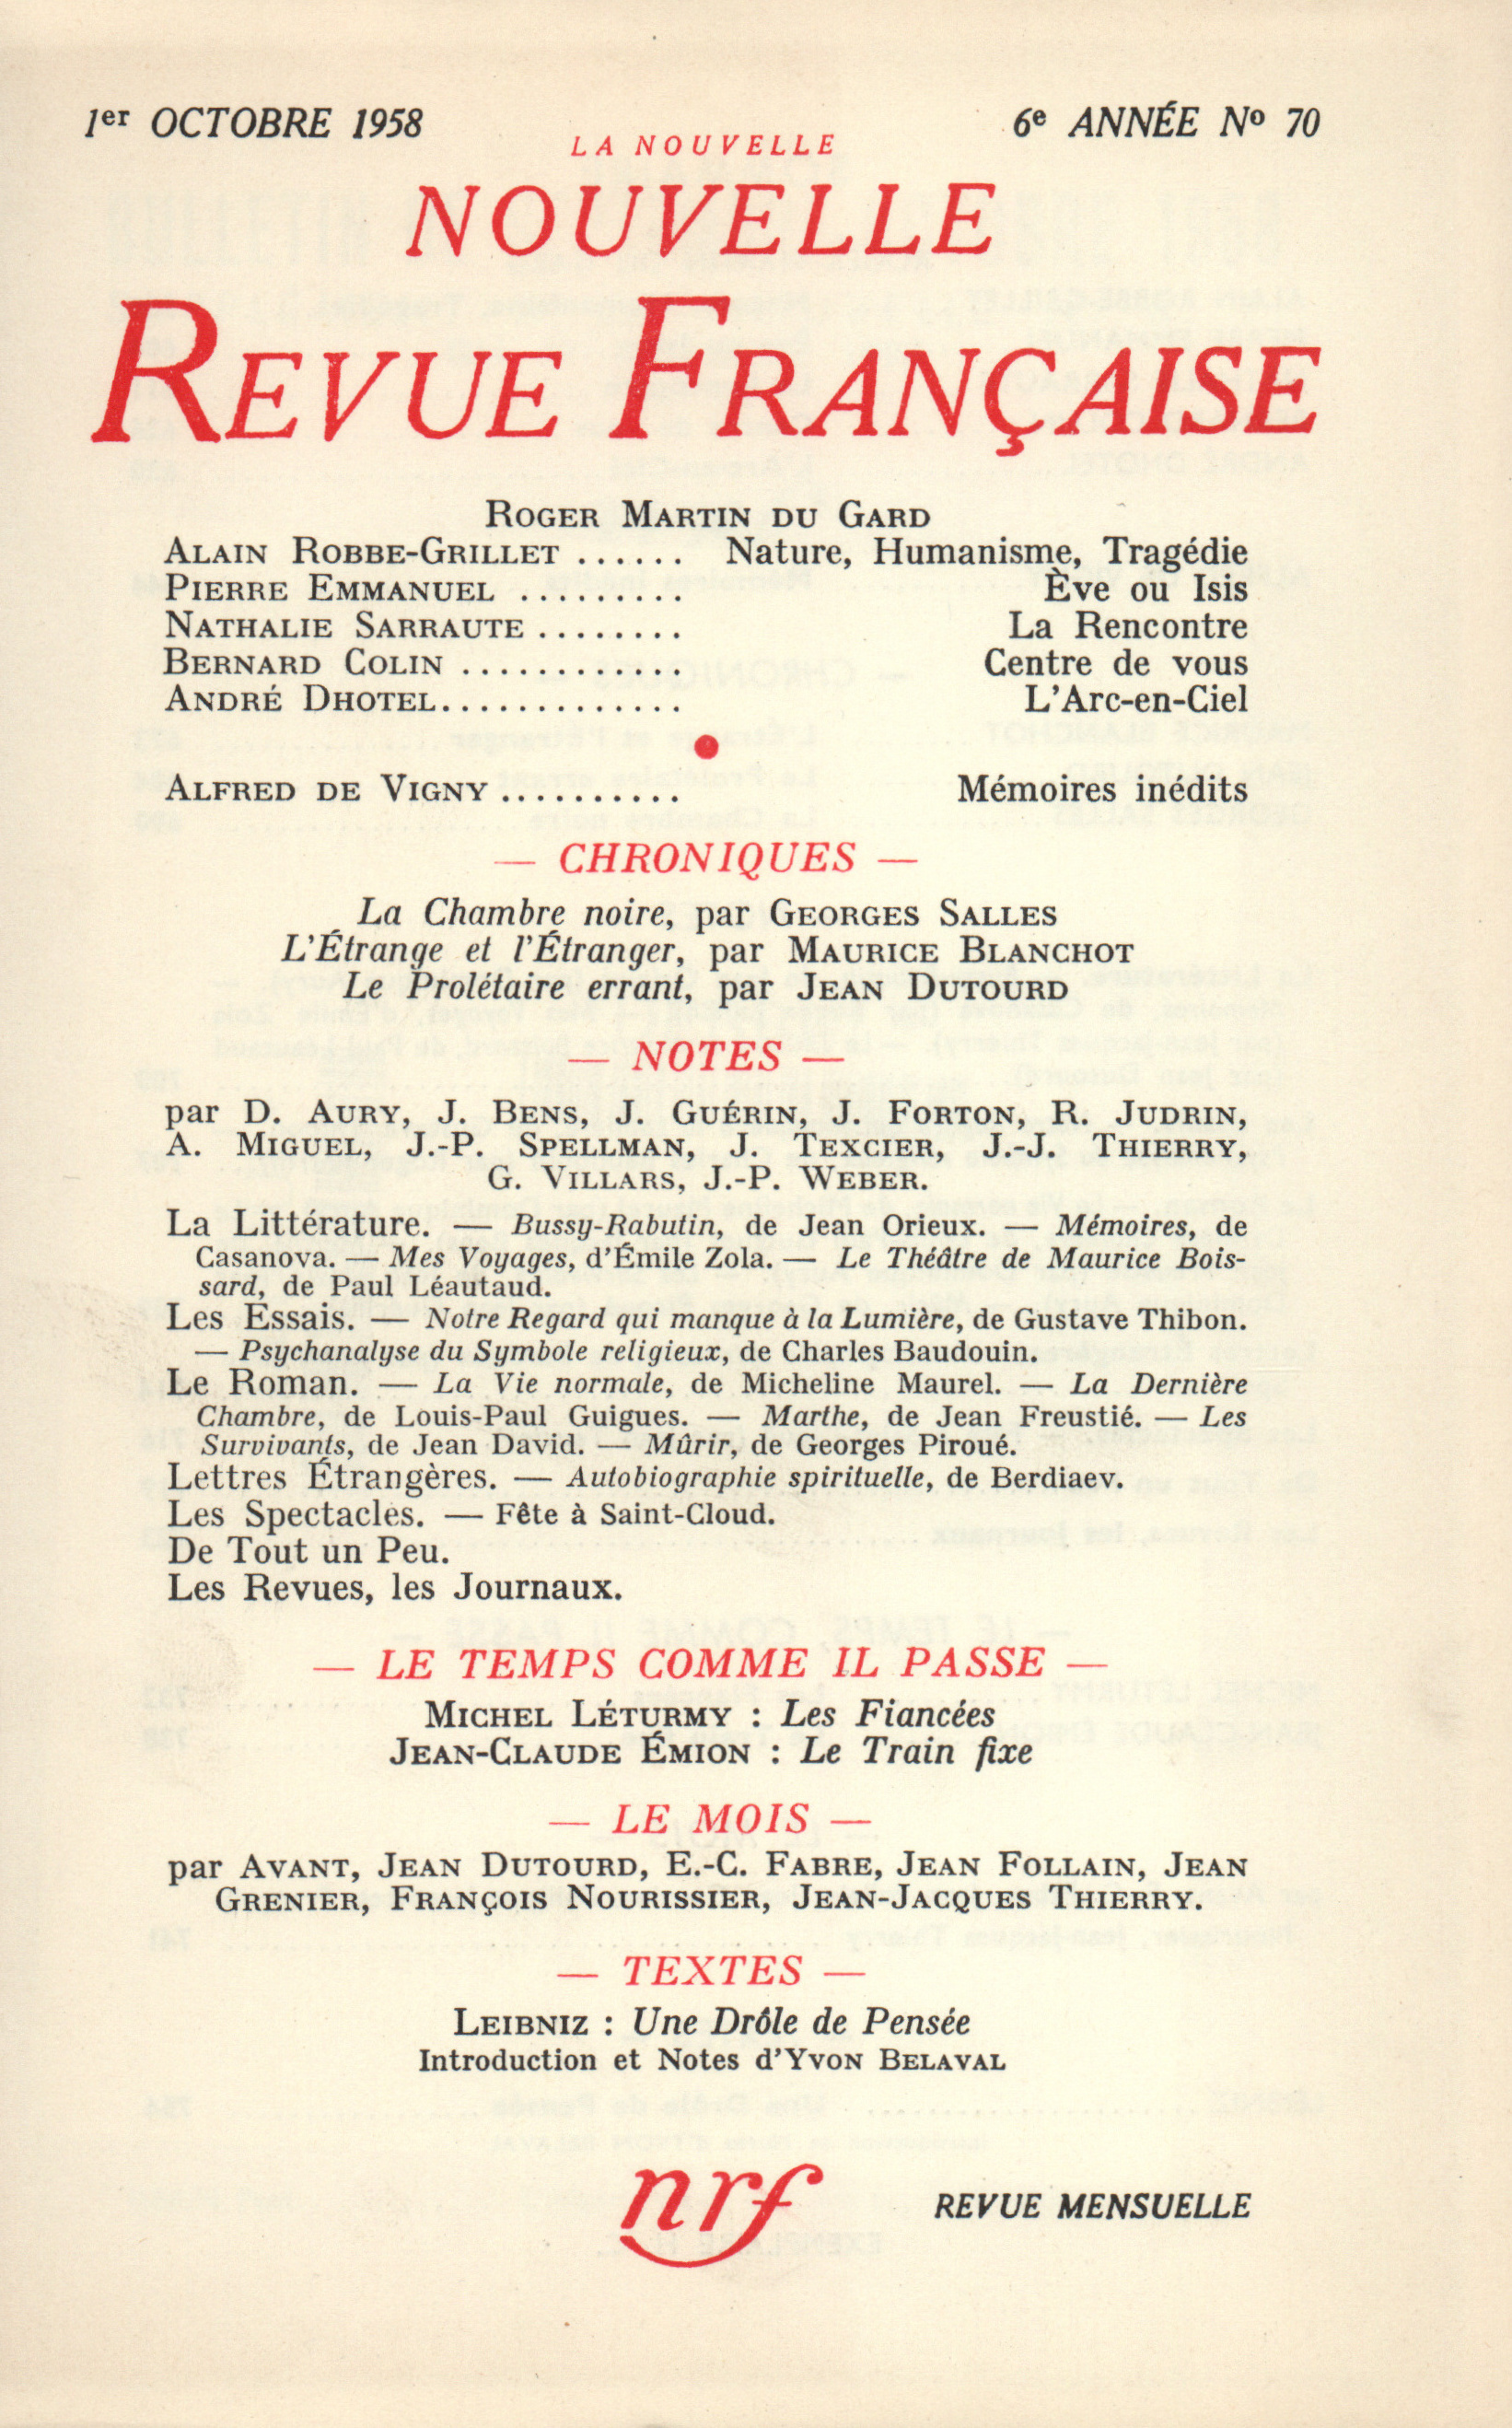 1er OCTOBRE 1958
6e ANNÉE No 70
LA NOUVELLE
NOUVELLE
REVUE FRANÇAISE
ROGER MARTIN DU GARD
ALAIN ROBBE-GRILLET ...... Nature, Humanisme, Tragédie
PIERRE EMMANUEL ......... Ève ou Isis
NATHALIE SARRAUTE ........ La Rencontre
BERNARD COLIN ............ Centre de vous
ANDRÉ DHOTEL............. L'Arc-en-Ciel
ALFRED DE VIGNY .......... Mémoires inédits
— CHRONIQUES —
La Chambre noire, par GEORGES SALLES
L'Étrange et l'Étranger, par MAURICE BLANCHOT
Le Prolétaire errant, par JEAN DUTOURD
— NOTES —
par D. AURY, J. BENS, J. GUÉRIN, J. FORTON, R. JUDRIN,
A. MIGUEL, J.-P. SPELLMAN, J. TEXCIER, J.-J. THIERRY,
G. VILLARS, J.-P. WEBER.
La Littérature. — Bussy-Rabutin, de Jean Orieux. — Mémoires, de
Casanova. — Mes Voyages, d'Émile Zola. — Le Théâtre de Maurice Bois-
sard, de Paul Léautaud.
Les Essais. — Notre Regard qui manque à la Lumière, de Gustave Thibon.
— Psychanalyse du Symbole religieux, de Charles Baudouin.
Le Roman. — La Vie normale, de Micheline Maurel. — La Dernière
Chambre, de Louis-Paul Guigues. — Marthe, de Jean Freustié. — Les
Survivants, de Jean David. — Mûrir, de Georges Piroué.
Lettres Étrangères. — Autobiographie spirituelle, de Berdiaev.
Les Spectacles. — Fête à Saint-Cloud.
De Tout un Peu.
Les Revues, les Journaux.
— LE TEMPS COMME IL PASSE —
MICHEL LÉTURMY : Les Fiancées
JEAN-CLAUDE ÉMION : Le Train fixe
— LE MOIS —
par AVANT, JEAN DUTOURD, E.-C. FABRE, JEAN FOLLAIN, JEAN
GRENIER, FRANÇOIS NOURISSIER, JEAN-JACQUES THIERRY.
— TEXTES —
LEIBNIZ : Une Drôle de Pensée
Introduction et Notes d'YVON BELAVAL
nrf
REVUE MENSUELLE